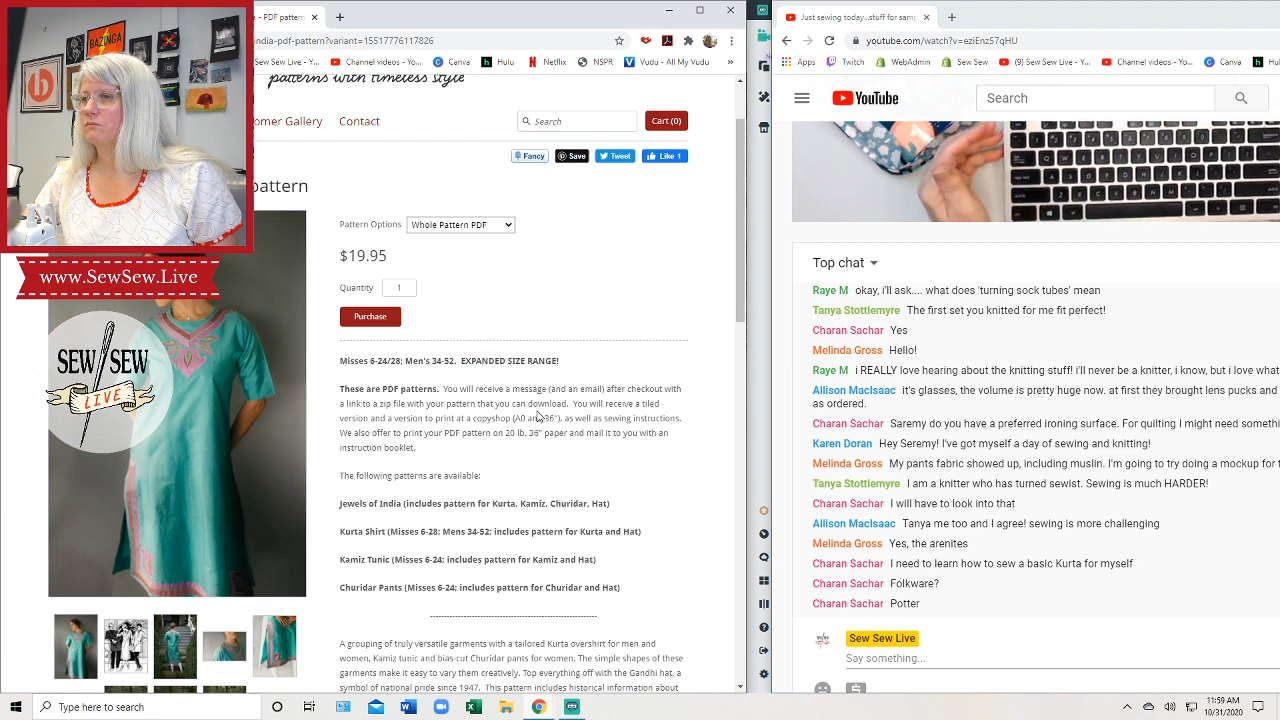 - PDF pattern
Just sewing today...stuff for samp
india-pdf-pattern?variant=15517776117826
youtube.com/watch?v=eziEnz57qHU
YouTube
(9) Sew Sew Live - Y
Channel videos - Yo
Canva
Hulu
Netflix
NSPR
Vudu - All My Vudu
Apps
Twitch
WebAdmin
Sew Sew
(9) Sew Sew Live - Y
Channel videos - You
Canva
Hu
BAZINGA
patterns with timeless style
omer Gallery
Contact
Search
Cart (0)
YouTube
Search
Fancy
Save
Tweet
Like 1
pattern
Pattern Options
Whole Pattern PDF
$19.95
Quantity
1
Purchase
www.SewSew.Live
SEW SEW
LIVE
Misses 6-24/28; Men's 34-52. EXPANDED SIZE RANGE!
These are PDF patterns. You will receive a message (and an email) after checkout with
a link to a zip file with your pattern that you can download. You will receive a tiled
version and a version to print at a copyshop (A0 and 36"), as well as sewing instructions.
We also offer to print your PDF pattern on 20 lb. 36" paper and mail it to you with an
instruction booklet.
The following patterns are available:
Jewels of India (includes pattern for Kurta, Kamiz, Churidar, Hat)
Kurta Shirt (Misses 6-28; Mens 34-52; includes pattern for Kurta and Hat)
Kamiz Tunic (Misses 6-24; includes pattern for Kamiz and Hat)
Churidar Pants (Misses 6-24; includes pattern for Churidar and Hat)
------------------------------------------------------
A grouping of truly versatile garments with a tailored Kurta overshirt for men and
women, Kamiz tunic and bias-cut Churidar pants for women. The simple shapes of these
garments make it easy to vary them creatively. Top everything off with the Gandhi hat, a
symbol of national pride since 1947. This pattern includes historical information about
Top chat
Raye M okay, i'll ask.... what does 'turning sock tubes' mean
Tanya Stottlemyre The first set you knitted for me fit perfect!
Charan Sachar Yes
Melinda Gross Hello!
Raye M i REALLY love hearing about the knitting stuff! i'll never be a knitter, i know, but i love what
Allison MacIsaac it's glasses, the volume is pretty huge now. at first they brought lens pucks and
as ordered.
Charan Sachar Saremy do you have a preferred ironing surface. For quilting I might need somethi
Karen Doran Hey Seremy! I've got myself a day of sewing and knitting!
Melinda Gross My pants fabric showed up, including muslin. I'm going to try doing a mockup for t
Tanya Stottlemyre I am a knitter who has turned sewist. Sewing is much HARDER!
Charan Sachar I will have to look into that
Allison MacIsaac Tanya me too and I agree! sewing is more challenging
Melinda Gross Yes, the arenites
Charan Sachar I need to learn how to sew a basic Kurta for myself
Charan Sachar Folkware?
Charan Sachar Potter
Sew Sew Live
Say something...
Type here to search
11:59 AM
10/31/2020